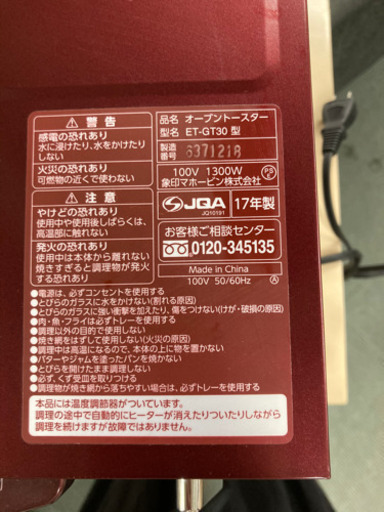 ⚠ 警告
感電の恐れあり
水に浸けたり、水をかけたり
しない
火災の恐れあり
可燃物の近くで使わない
⚠ 注意
やけどの恐れあり
使用中や使用後しばらくは、
高温部に触れない
発火の恐れあり
使用中は本体から離れない
焼きすぎると調理物が発火
する恐れあり
品名 オーブントースター
型名 ET-GT30 型
製造番号 6371218
100V 1300W
PSE
象印マホービン株式会社
JQA
JQ10191
17年製
お客様ご相談センター
0120-345135
Made in China
100V 50/60Hz
●電源は、必ずコンセントを使用する
●とびらのガラスに水をかけない(割れる原因)
●とびらのガラスに強い衝撃を加えたり、傷をつけない(けが・破損の原因)
●肉・魚・フライは必ずトレーを使用する
●調理以外の目的で使用しない
●焼き網をはずして使用しない(火災の原因)
●調理中は高温になるので、本体の上に物を置かない
●バターやジャムを塗ったパンを焼かない
●とびらを開けたまま調理しない
●必ず、くず受皿を取りつける
●調理物が焼き網から落ちやすい場合は、必ずトレーを使用する
本品には温度調節器がついています。
調理の途中で自動的にヒーターが消えたりついたりしながら
調理を続けますが故障ではありません。